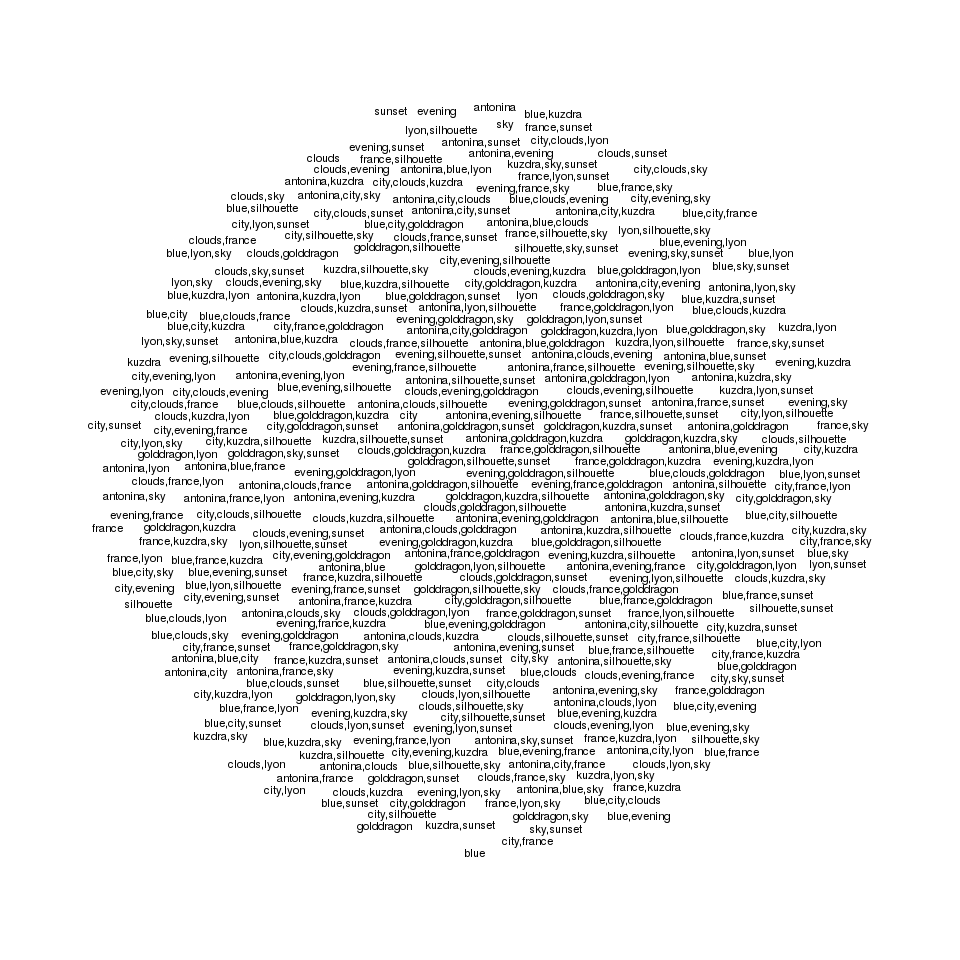 antonina
sunset evening
blue,kuzdra
sky france,sunset
lyon,silhouette
antonina,sunset city,clouds,lyon
evening,sunset
antonina,evening clouds,sunset
clouds france,silhouette
kuzdra,sky,sunset
clouds,evening antonina,blue,lyon city,clouds,sky
france,lyon,sunset
antonina,kuzdra city,clouds,kuzdra
evening,france,sky blue,france,sky
clouds,sky antonina,city,sky
antonina,city,clouds blue,clouds,evening city,evening,sky
blue,silhouette
city,clouds,sunset antonina,city,sunset antonina,city,kuzdra blue,city,france
city,lyon,sunset blue,city,golddragon antonina,blue,clouds
city,silhouette,sky clouds,france,sunset france,silhouette,sky lyon,silhouette,sky
clouds,france blue,evening,lyon
golddragon,silhouette silhouette,sky,sunset
blue,lyon,sky clouds,golddragon evening,sky,sunset blue,lyon
city,evening,silhouette
clouds,sky,sunset kuzdra,silhouette,sky clouds,evening,kuzdra blue,golddragon,lyon blue,sky,sunset
lyon,sky clouds,evening,sky blue,kuzdra,silhouette city,golddragon,kuzdra antonina,city,evening antonina,lyon,sky
blue,kuzdra,lyon antonina,kuzdra,lyon blue,golddragon,sunset lyon clouds,golddragon,sky blue,kuzdra,sunset
clouds,kuzdra,sunset antonina,lyon,silhouette france,golddragon,lyon blue,clouds,kuzdra
blue,city blue,clouds,france evening,golddragon,sky golddragon,lyon,sunset
blue,city,kuzdra city,france,golddragon antonina,city,golddragon golddragon,kuzdra,lyon blue,golddragon,sky kuzdra,lyon
lyon,sky,sunset antonina,blue,kuzdra clouds,france,silhouette antonina,blue,golddragon kuzdra,lyon,silhouette france,sky,sunset
kuzdra evening,silhouette city,clouds,golddragon evening,silhouette,sunset antonina,clouds,evening antonina,blue,sunset evening,kuzdra
evening,france,silhouette antonina,france,silhouette evening,silhouette,sky
city,evening,lyon antonina,evening,lyon antonina,silhouette,sunset antonina,golddragon,lyon antonina,kuzdra,sky
evening,lyon city,clouds,evening blue,evening,silhouette clouds,evening,golddragon clouds,evening,silhouette kuzdra,lyon,sunset
city,clouds,france blue,clouds,silhouette antonina,clouds,silhouette evening,golddragon,sunset antonina,france,sunset evening,sky
clouds,kuzdra,lyon blue,golddragon,kuzdra city antonina,evening,silhouette france,silhouette,sunset city,lyon,silhouette
city,sunset city,evening,france city,golddragon,sunset antonina,golddragon,sunset golddragon,kuzdra,sunset antonina,golddragon france,sky
city,lyon,sky city,kuzdra,silhouette kuzdra,silhouette,sunset antonina,golddragon,kuzdra golddragon,kuzdra,sky clouds,silhouette
golddragon,lyon golddragon,sky,sunset clouds,golddragon,kuzdra france,golddragon,silhouette antonina,blue,evening city,kuzdra
antonina,lyon antonina,blue,france golddragon,silhouette,sunset france,golddragon,kuzdra evening,kuzdra,lyon
evening,golddragon,lyon evening,golddragon,silhouette blue,clouds,golddragon blue,lyon,sunset
clouds,france,lyon antonina,clouds,france antonina,golddragon,silhouette evening,france,golddragon antonina,silhouette city,france,lyon
antonina,sky antonina,france,lyon antonina,evening,kuzdra golddragon,kuzdra,silhouette antonina,golddragon,sky city,golddragon,sky
clouds,golddragon,silhouette antonina,kuzdra,sunset
evening,france city,clouds,silhouette clouds,kuzdra,silhouette antonina,evening,golddragon antonina,blue,silhouette blue,city,silhouette
france golddragon,kuzdra clouds,evening,sunset antonina,clouds,golddragon antonina,kuzdra,silhouette clouds,france,kuzdra city,kuzdra,sky
france,kuzdra,sky lyon,silhouette,sunset evening,golddragon,kuzdra blue,golddragon,silhouette city,france,sky
france,lyon blue,france,kuzdra city,evening,golddragon antonina,france,golddragon evening,kuzdra,silhouette antonina,lyon,sunset blue,sky
antonina,blue golddragon,lyon,silhouette antonina,evening,france city,golddragon,lyon lyon,sunset
blue,city,sky blue,evening,sunset france,kuzdra,silhouette clouds,golddragon,sunset evening,lyon,silhouette clouds,kuzdra,sky
city,evening blue,lyon,silhouette evening,france,sunset golddragon,silhouette,sky clouds,france,golddragon
silhouette city,evening,sunset antonina,france,kuzdra city,golddragon,silhouette blue,france,golddragon blue,france,sunset
blue,clouds,lyon antonina,clouds,sky clouds,golddragon,lyon france,golddragon,sunset france,lyon,silhouette silhouette,sunset
evening,france,kuzdra blue,evening,golddragon antonina,city,silhouette city,kuzdra,sunset
blue,clouds,sky evening,golddragon antonina,clouds,kuzdra clouds,silhouette,sunset city,france,silhouette blue,city,lyon
city,france,sunset france,golddragon,sky antonina,evening,sunset blue,france,silhouette city,france,kuzdra
antonina,blue,city france,kuzdra,sunset antonina,clouds,sunset city,sky antonina,silhouette,sky blue,golddragon
antonina,city antonina,france,sky evening,kuzdra,sunset blue,clouds clouds,evening,france city,sky,sunset
blue,clouds,sunset blue,silhouette,sunset city,clouds
city,kuzdra,lyon golddragon,lyon,sky clouds,lyon,silhouette antonina,evening,sky france,golddragon
blue,france,lyon clouds,silhouette,sky antonina,clouds,lyon blue,city,evening
evening,kuzdra,sky city,silhouette,sunset blue,evening,kuzdra
blue,city,sunset clouds,lyon,sunset evening,lyon,sunset clouds,evening,lyon blue,evening,sky
kuzdra,sky blue,kuzdra,sky evening,france,lyon antonina,sky,sunset france,kuzdra,lyon silhouette,sky
kuzdra,silhouette city,evening,kuzdra blue,evening,france antonina,city,lyon blue,france
clouds,lyon antonina,clouds blue,silhouette,sky antonina,city,france clouds,lyon,sky
antonina,france golddragon,sunset clouds,france,sky kuzdra,lyon,sky
city,lyon clouds,kuzdra evening,lyon,sky antonina,blue,sky france,kuzdra
blue,sunset city,golddragon france,lyon,sky blue,city,clouds
city,silhouette golddragon,sky blue,evening
golddragon kuzdra,sunset sky,sunset
city,france
blue